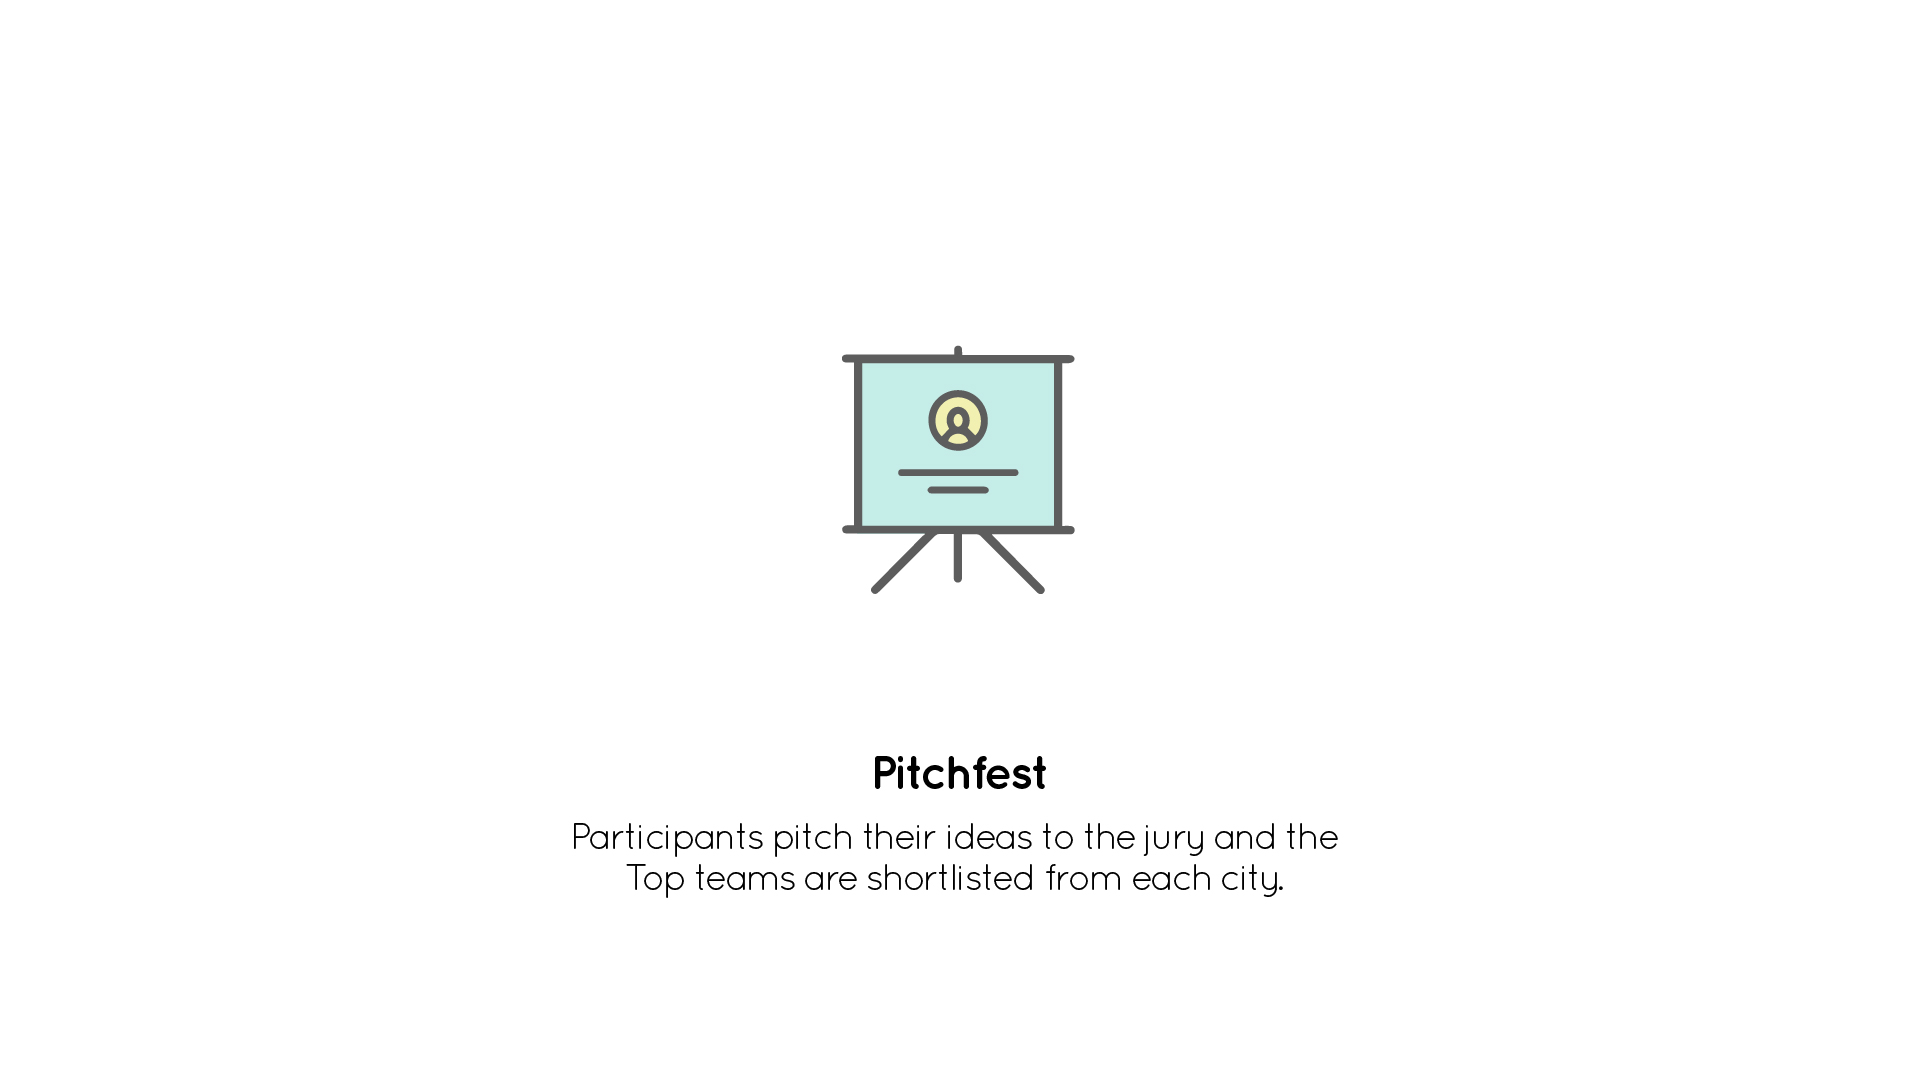 Pitchfest
Participants pitch their ideas to the jury and the
Top teams are shortlisted from each city.